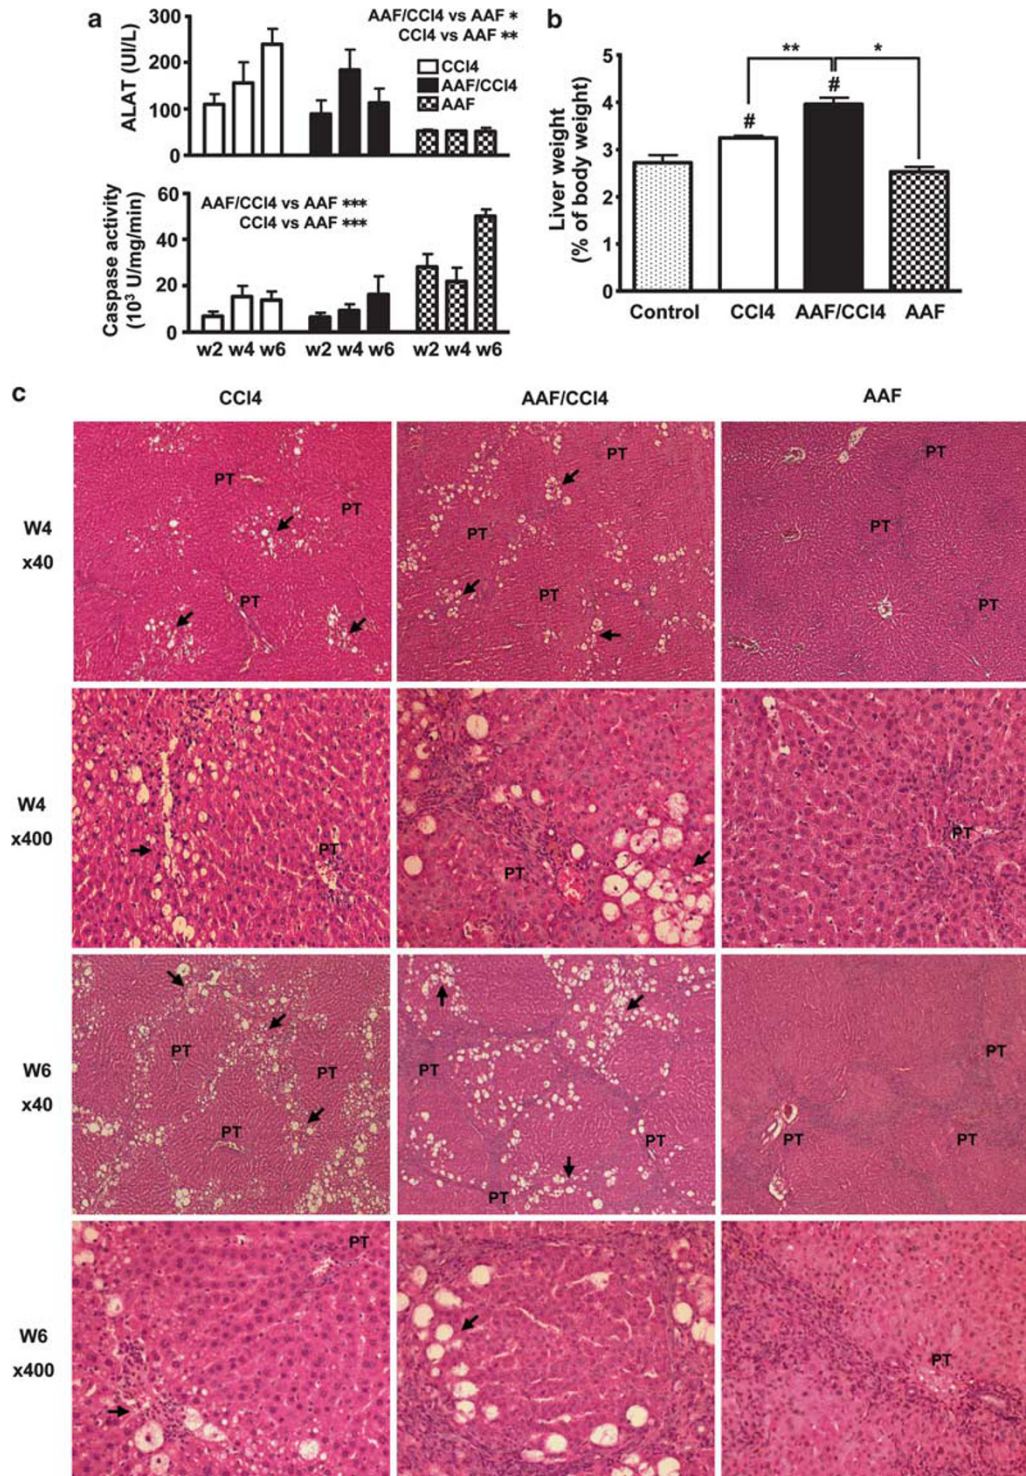 a
ALAT (UI/L)
300
200
100
0
AAF/CCl4 vs AAF *
CCl4 vs AAF **
CCl4
AAF/CCl4
AAF
Caspase activity
(10³ U/mg/min)
60
40
20
0
AAF/CCl4 vs AAF ***
CCl4 vs AAF ***
w2 w4 w6 w2 w4 w6 w2 w4 w6
b
Liver weight
(% of body weight)
5
4
3
2
1
0
** *
# #
Control CCl4 AAF/CCl4 AAF
c
CCl4 AAF/CCl4 AAF
W4
x40
PT
PT
PT
PT
PT
PT
PT
PT
PT
W4
x400
PT
PT
PT
W6
x40
PT
PT
PT
PT
PT
PT
PT
PT
PT
W6
x400
PT
PT